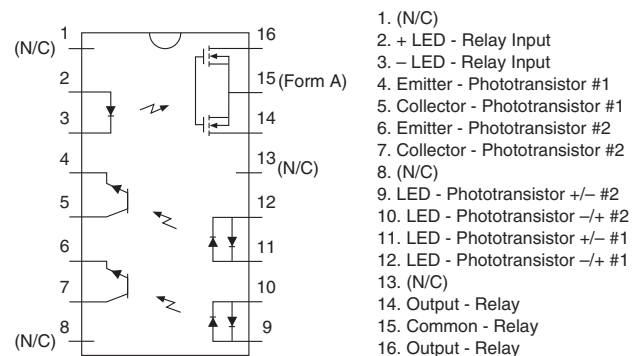 1
16
(N/C)
2
15 (Form A)
3
14
4
13
(N/C)
5
12
6
11
7
10
8
9
(N/C)
1. (N/C)
2. + LED - Relay Input
3. – LED - Relay Input
4. Emitter - Phototransistor #1
5. Collector - Phototransistor #1
6. Emitter - Phototransistor #2
7. Collector - Phototransistor #2
8. (N/C)
9. LED - Phototransistor +/– #2
10. LED - Phototransistor –/+ #2
11. LED - Phototransistor +/– #1
12. LED - Phototransistor –/+ #1
13. (N/C)
14. Output - Relay
15. Common - Relay
16. Output - Relay